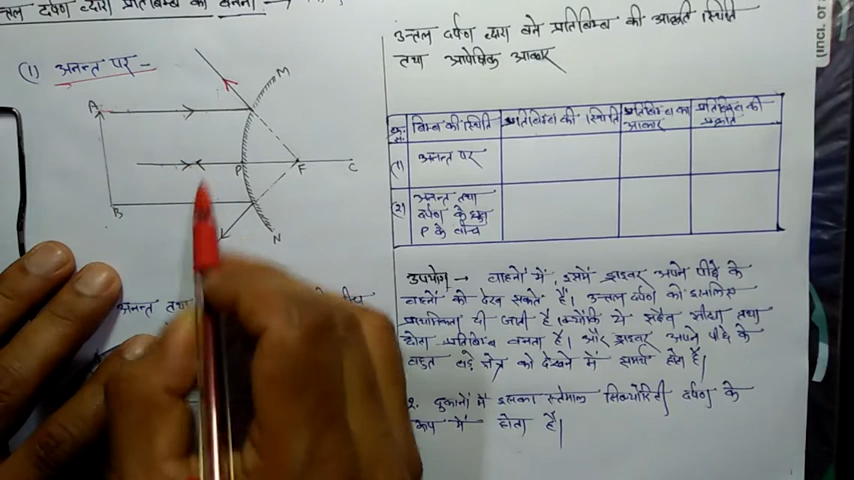 उत्तल दर्पण द्वारा प्रतिबिम्ब का बनना →
(1) अनन्त पर -
M
A
P
F
C
B
N
अनन्त तथा
उत्तल दर्पण द्वारा बने प्रतिबिम्ब की आकृति स्थिति
तथा आपेक्षिक आकार
क्र. सं. बिम्ब की स्थिति प्रतिबिम्ब की स्थिति प्रतिबिम्ब का आकार प्रतिबिम्ब की प्रकृति
(1) अनन्त पर
(2) अनन्त तथा
दर्पण के ध्रुव
P के बीच
उपयोग → वाहनों में, इसमें ड्राइवर अपने पीछे के
वाहनों को देख सकते हैं। उत्तल दर्पण को इसलिए
प्राथमिकता दी जाती है क्योंकि ये सदैव सीधा तथा
छोटा प्रतिबिम्ब बनता है। और ड्राइवर अपने पीछे के
बहुत बड़े क्षेत्र को देखने में समर्थ होते हैं।
2. दुकानों में इसका स्तेमाल सिक्योरिटी दर्पण के
रूप में होता है।